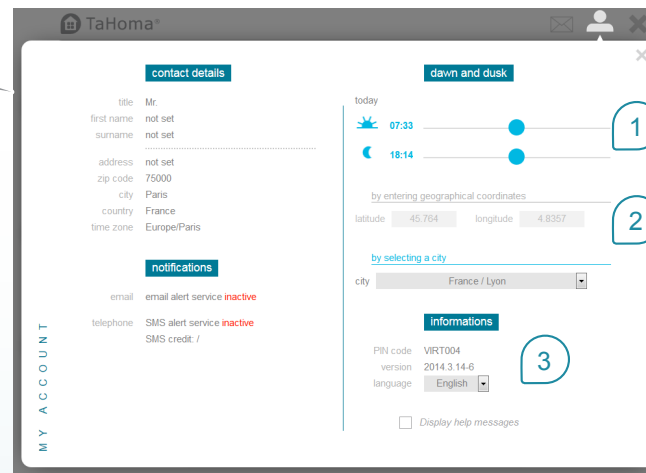 TaHoma®
contact details
title Mr.
first name not set
surname not set
address not set
zip code 75000
city Paris
country France
time zone Europe/Paris
notifications
email email alert service inactive
telephone SMS alert service inactive
SMS credit: /
MY ACCOUNT
dawn and dusk
today
07:33
1
18:14
by entering geographical coordinates
latitude 45.764 longitude 4.8357
2
by selecting a city
city France / Lyon
informations
PIN code VIRT004
version 2014.3.14-6
language English
3
Display help messages